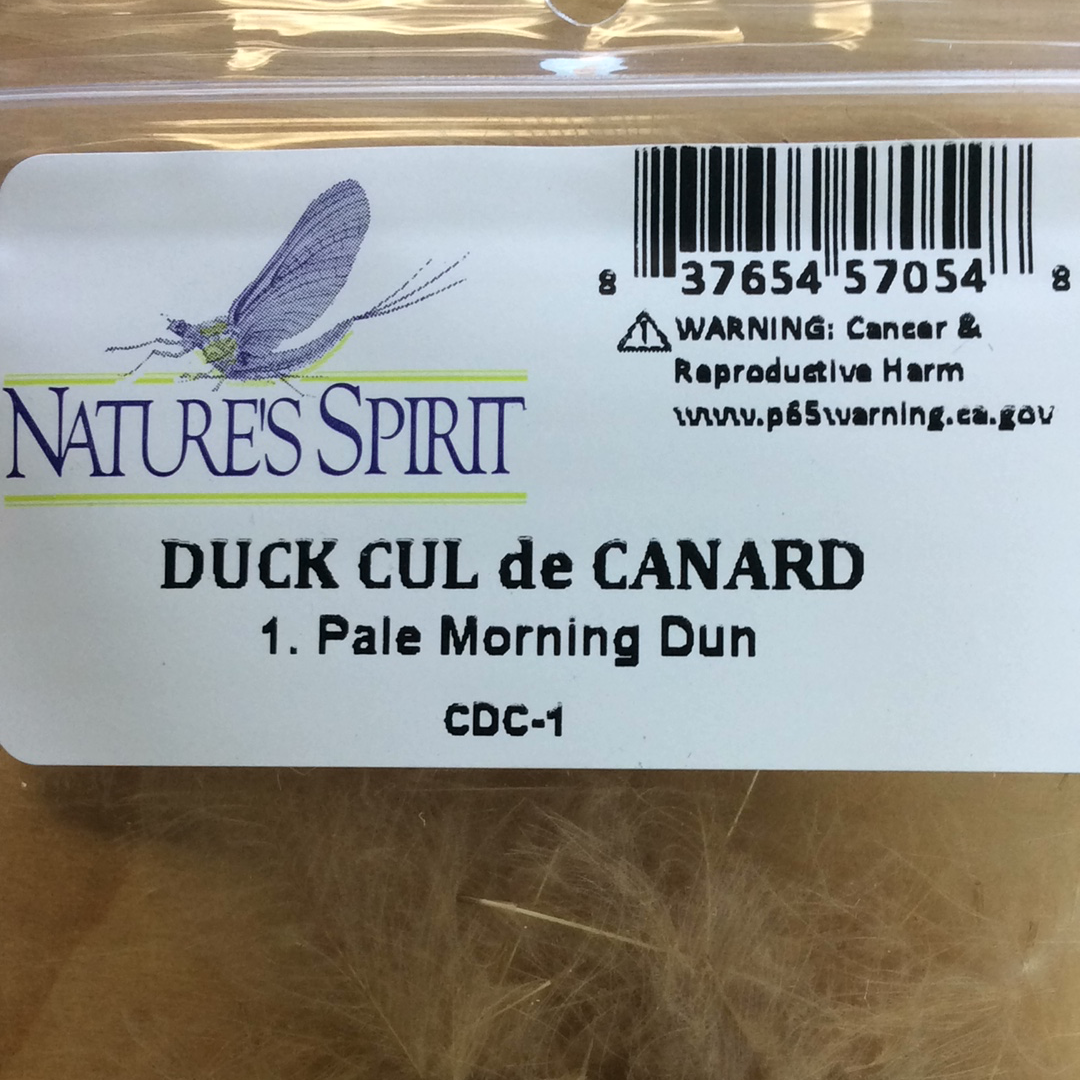 8 37654 57054 8
WARNING: Cancer &
Reproductive Harm
www.p65warning.ca.gov
NATURE'S SPIRIT
DUCK CUL de CANARD
1. Pale Morning Dun
CDC-1